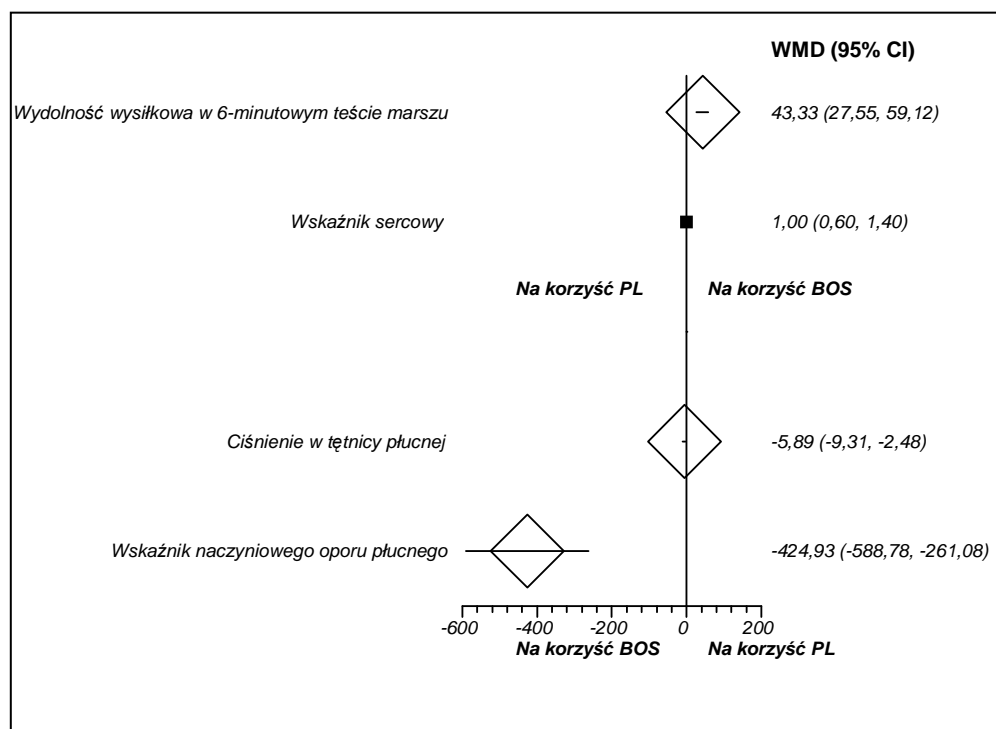 WMD (95% CI)
Wydolność wysiłkowa w 6-minutowym teście marszu 43,33 (27,55, 59,12)
Wskaźnik sercowy 1,00 (0,60, 1,40)
Na korzyść PL Na korzyść BOS
Ciśnienie w tętnicy płucnej -5,89 (-9,31, -2,48)
Wskaźnik naczyniowego oporu płucnego -424,93 (-588,78, -261,08)
-600 -400 -200 0 200
Na korzyść BOS Na korzyść PL